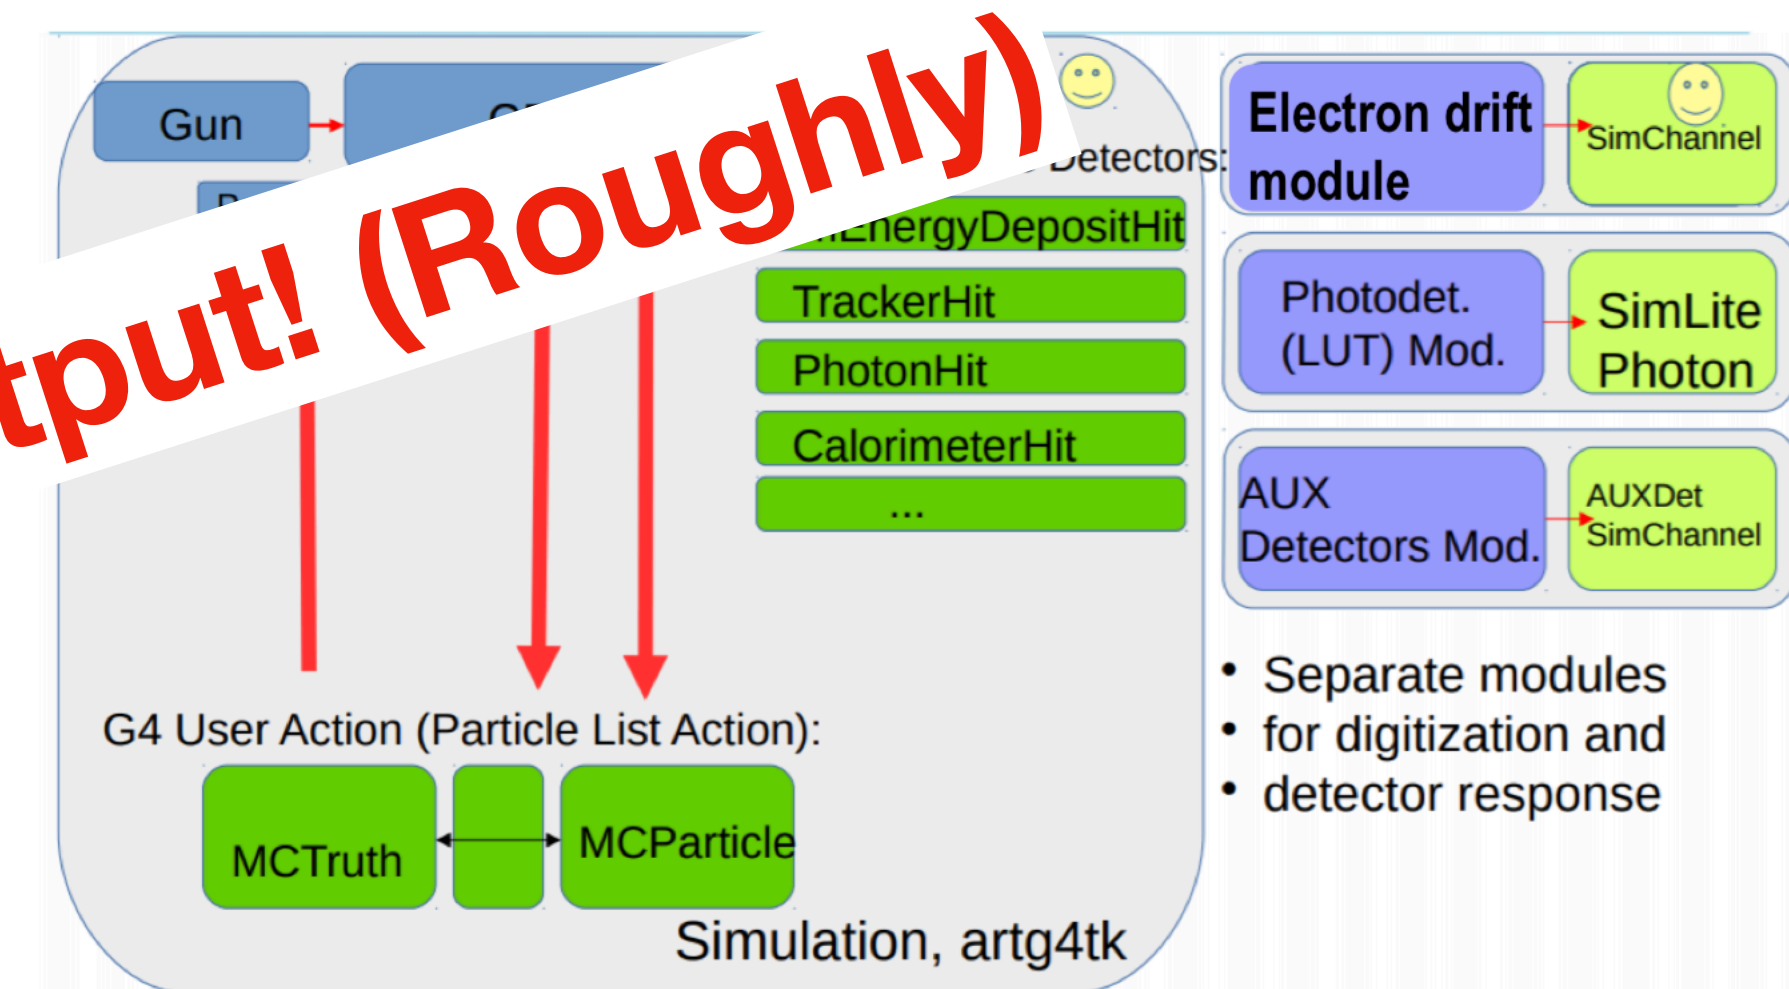 Gun
tput! (Roughly)
Detectors:
EnergyDepositHit
TrackerHit
PhotonHit
CalorimeterHit
...
G4 User Action (Particle List Action):
MCTruth
MCParticle
Simulation, artg4tk
Electron drift
module
SimChannel
Photodet.
(LUT) Mod.
SimLite
Photon
AUX
Detectors Mod.
AUXDet
SimChannel
• Separate modules
• for digitization and
• detector response